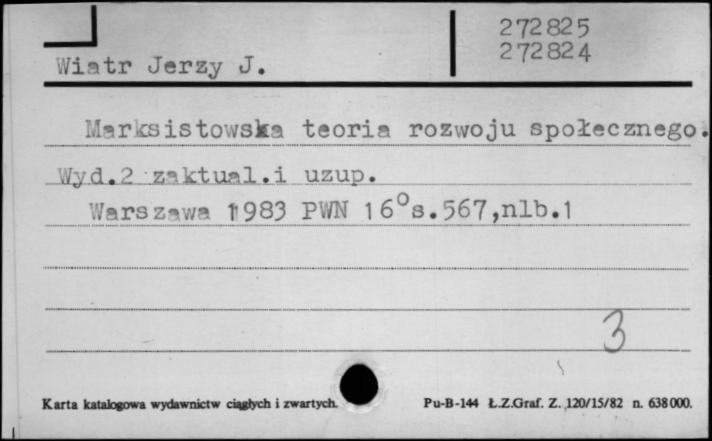 272825
272824
Wiatr Jerzy J.
Marksistowska teoria rozwoju społecznego.
Wyd.2 zaktual.i uzup.
Warszawa 1983 PWN 16°s.567,nlb.1
3
Karta katalogowa wydawnictw ciągłych i zwartych.
Pu-B-144 Ł.Z.Graf. Z. 120/15/82 n. 638000.